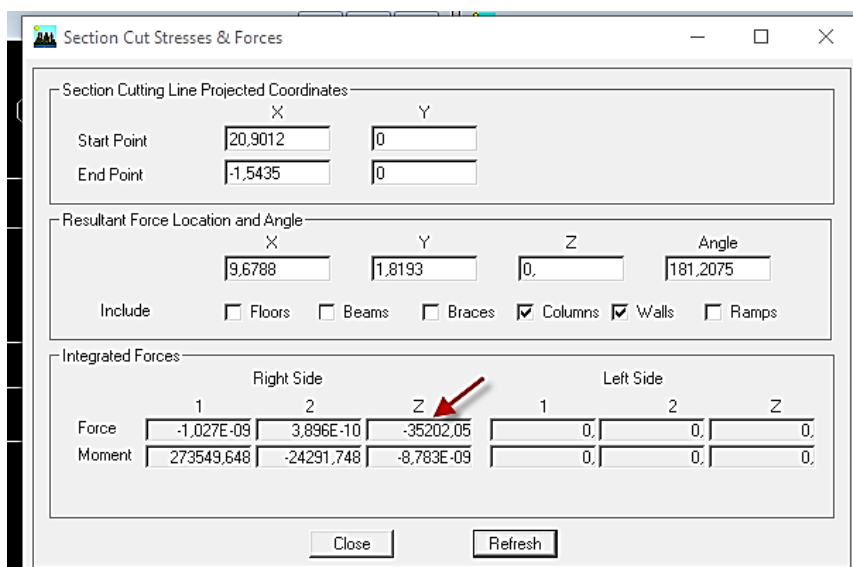 Section Cut Stresses & Forces
Section Cutting Line Projected Coordinates
X Y
Start Point 20,9012 0
End Point -1,5435 0
Resultant Force Location and Angle
X Y Z Angle
9,6788 1,8193 0, 181,2075
Include Floors Beams Braces Columns Walls Ramps
Integrated Forces
Right Side Left Side
1 2 Z 1 2 Z
Force -1,027E-09 3,896E-10 -35202,05 0, 0, 0,
Moment 273549,648 -24291,748 -8,783E-09 0, 0, 0,
Close Refresh